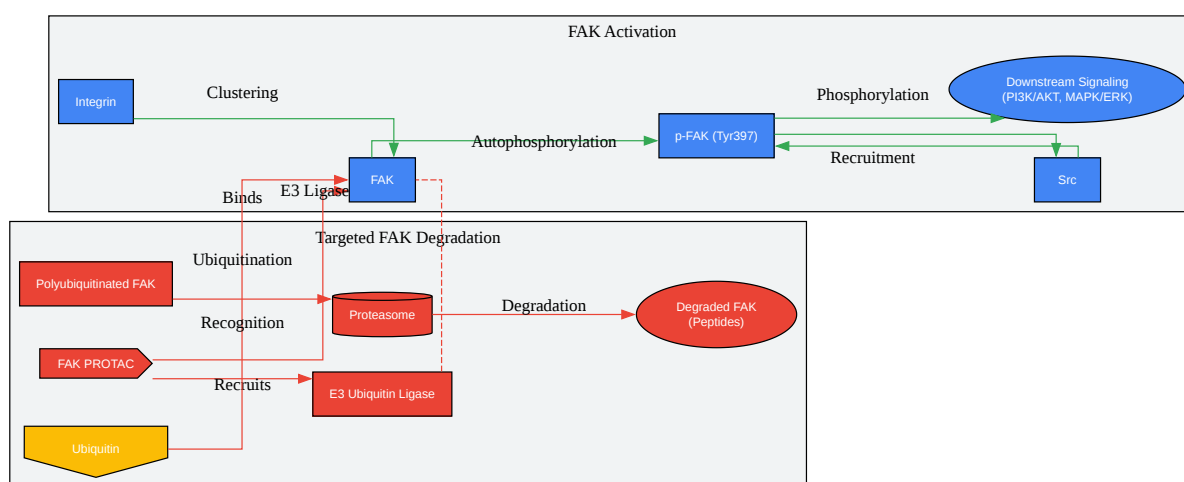 FAK Activation
Integrin
Clustering
Downstream Signaling
(PI3K/AKT, MAPK/ERK)
Phosphorylation
Autophosphorylation
p-FAK (Tyr397)
Recruitment
FAK
Src
E3 Ligase
Binds
Targeted FAK Degradation
Ubiquitination
Polyubiquitinated FAK
Recognition
Proteasome
Degradation
Degraded FAK
(Peptides)
FAK PROTAC
Recruits
E3 Ubiquitin Ligase
Ubiquitin